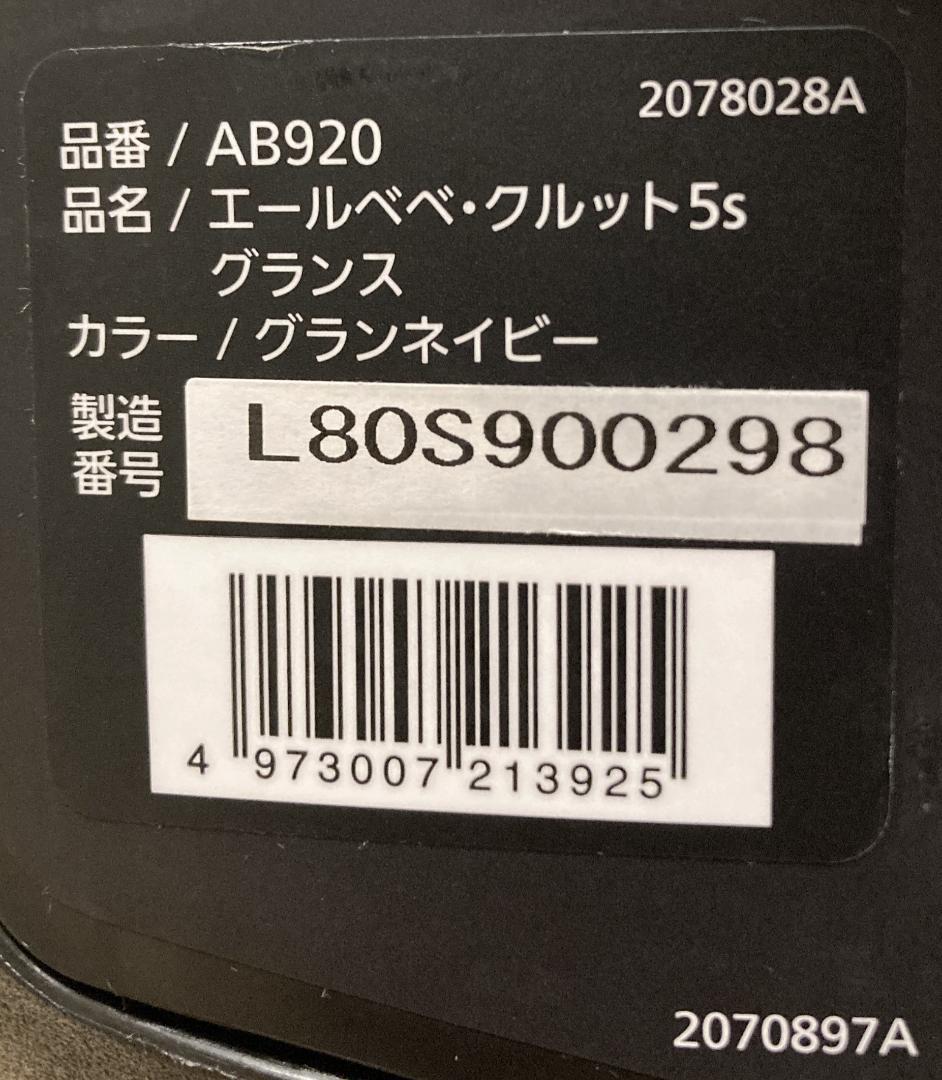 2078028A
品番 / AB920
品名 / エールベベ・クルット5s
グランス
カラー / グランネイビー
製造
番号
L80S900298
4 973007 213925
2070897A